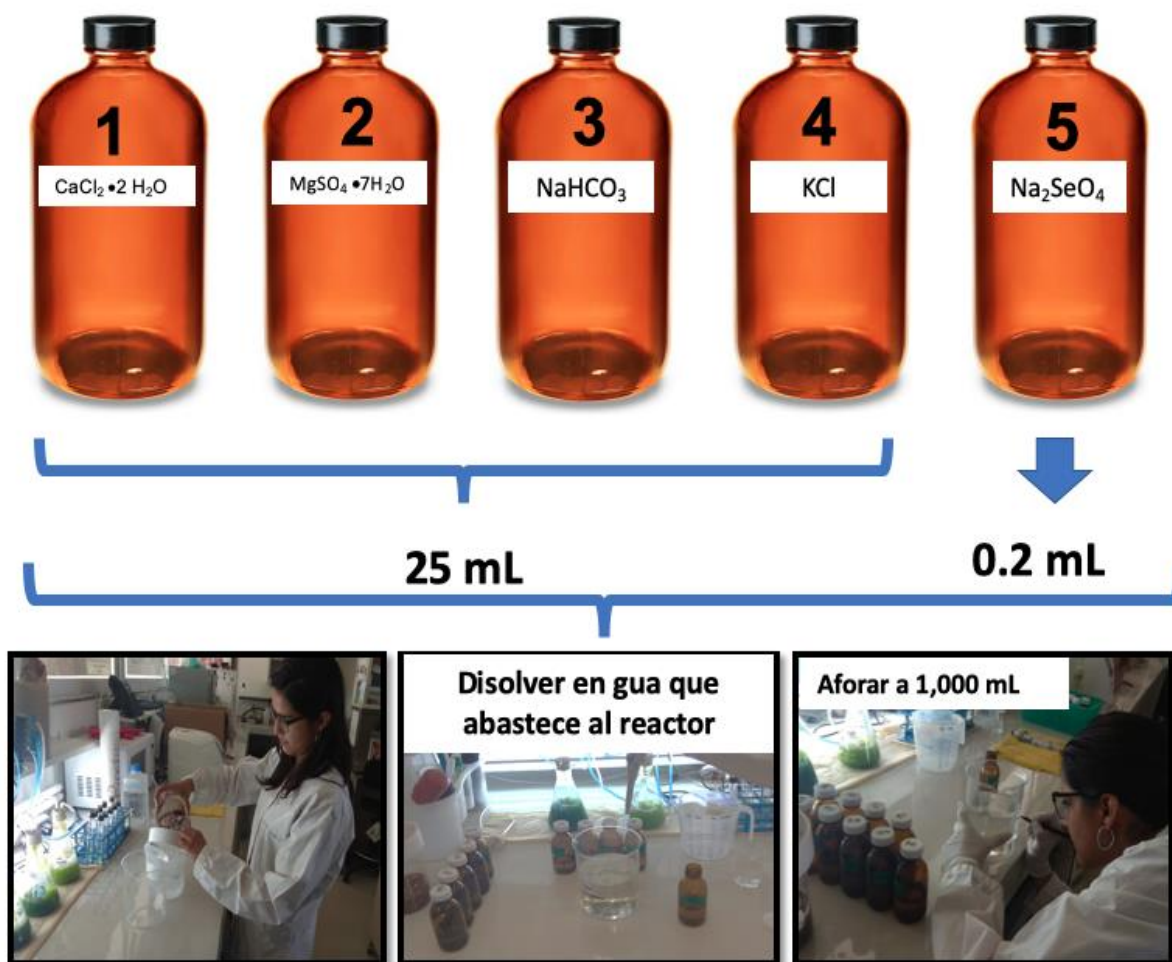 1
CaCl₂ •2 H₂O
2
MgSO₄ •7H₂O
3
NaHCO₃
4
KCl
5
Na₂SeO₄
25 mL
0.2 mL
Disolver en gua que
abastece al reactor
Aforar a 1,000 mL